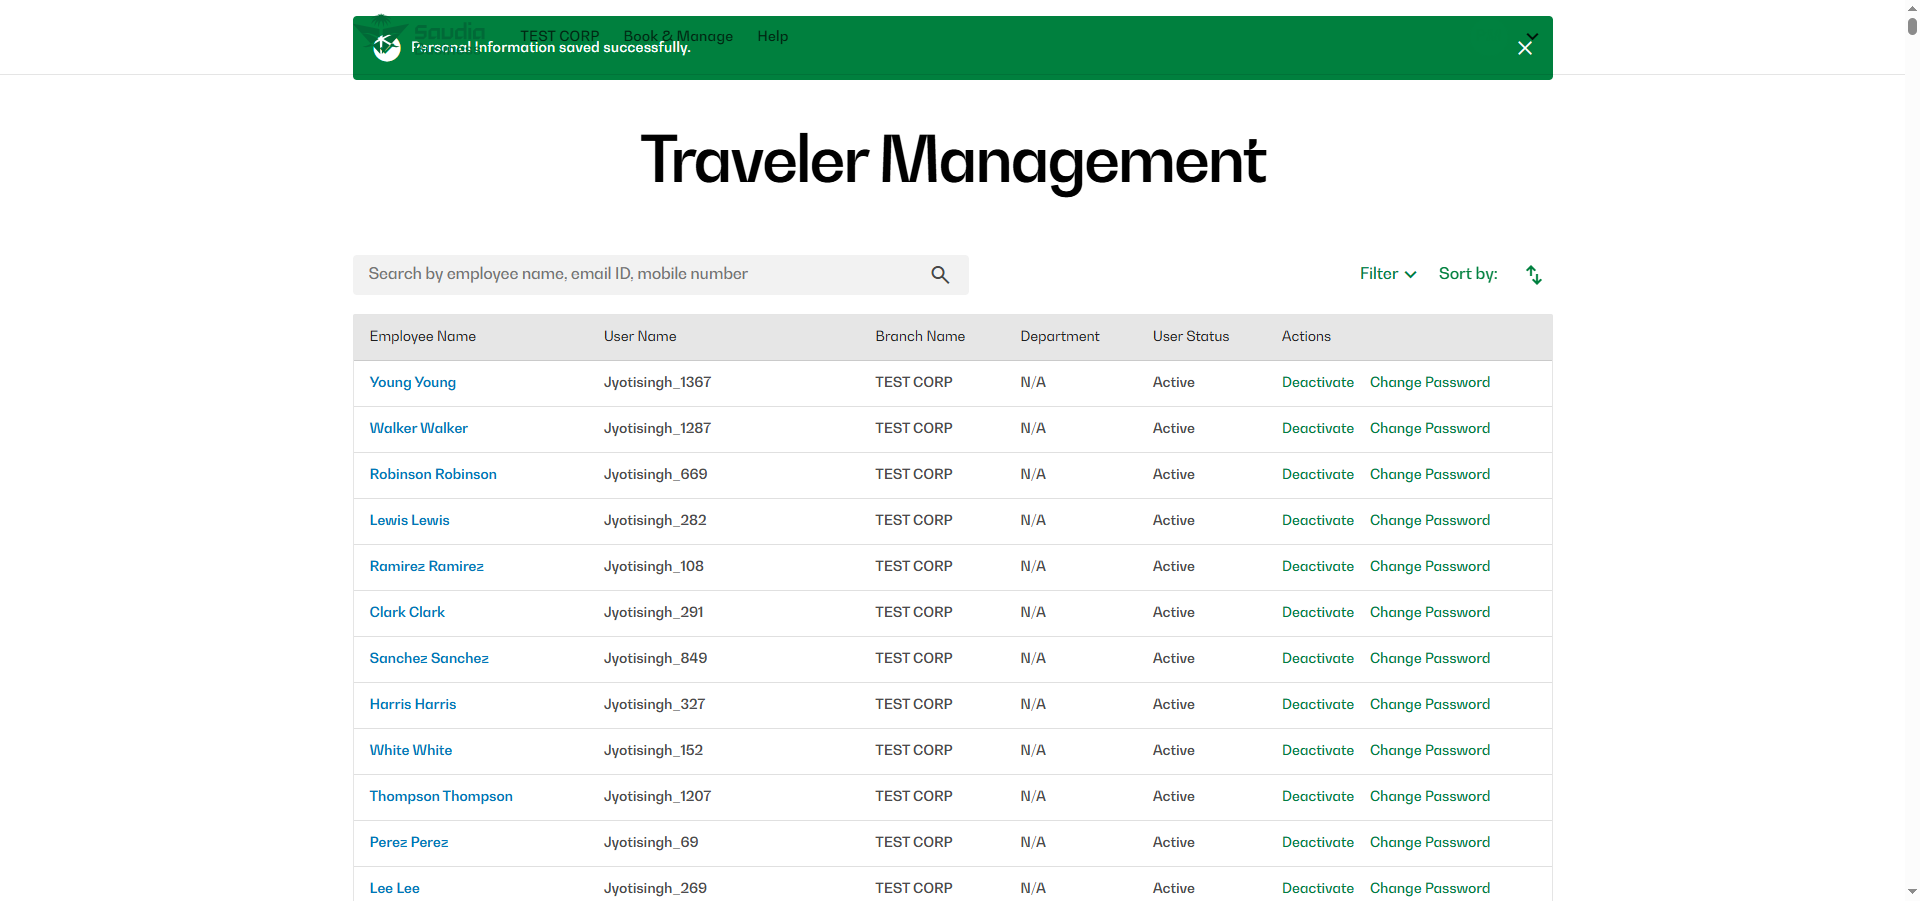 Saudia
TEST CORP Book & Manage Help
Personal Information saved successfully.
Traveler Management
Search by employee name, email ID, mobile number
Filter Sort by:
Employee Name User Name Branch Name Department User Status Actions
Young Young Jyotisingh_1367 TEST CORP N/A Active Deactivate Change Password
Walker Walker Jyotisingh_1287 TEST CORP N/A Active Deactivate Change Password
Robinson Robinson Jyotisingh_669 TEST CORP N/A Active Deactivate Change Password
Lewis Lewis Jyotisingh_282 TEST CORP N/A Active Deactivate Change Password
Ramirez Ramirez Jyotisingh_108 TEST CORP N/A Active Deactivate Change Password
Clark Clark Jyotisingh_291 TEST CORP N/A Active Deactivate Change Password
Sanchez Sanchez Jyotisingh_849 TEST CORP N/A Active Deactivate Change Password
Harris Harris Jyotisingh_327 TEST CORP N/A Active Deactivate Change Password
White White Jyotisingh_152 TEST CORP N/A Active Deactivate Change Password
Thompson Thompson Jyotisingh_1207 TEST CORP N/A Active Deactivate Change Password
Perez Perez Jyotisingh_69 TEST CORP N/A Active Deactivate Change Password
Lee Lee Jyotisingh_269 TEST CORP N/A Active Deactivate Change Password